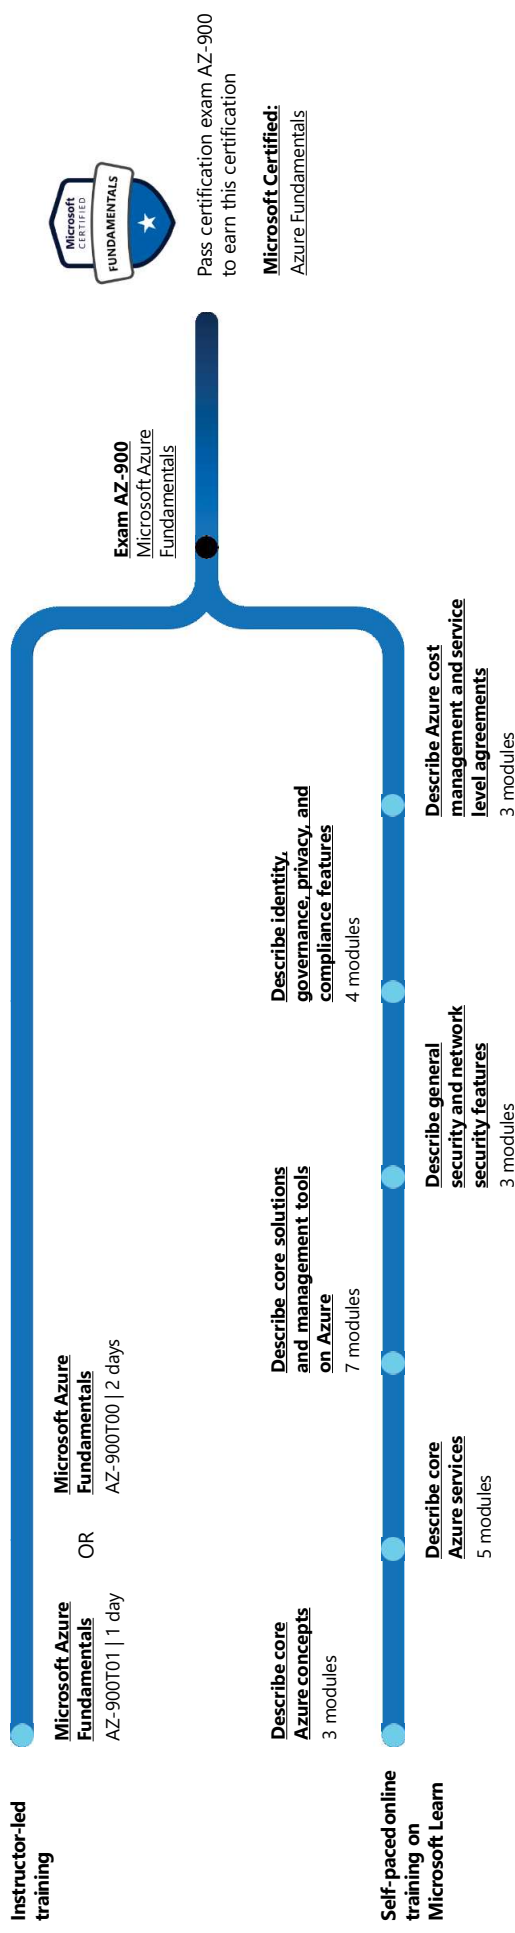 Instructor-led
training
Microsoft Azure
Fundamentals
AZ-900T01 | 1 day
OR
Microsoft Azure
Fundamentals
AZ-900T00 | 2 days
Self-paced online
training on
Microsoft Learn
Describe core
Azure concepts
3 modules
Describe core
Azure services
5 modules
Describe core solutions
and management tools
on Azure
7 modules
Describe general
security and network
security features
3 modules
Describe identity,
governance, privacy, and
compliance features
4 modules
Describe Azure cost
management and service
level agreements
3 modules
Exam AZ-900
Microsoft Azure
Fundamentals
Microsoft
CERTIFIED
FUNDAMENTALS
Pass certification exam AZ-900
to earn this certification
Microsoft Certified:
Azure Fundamentals